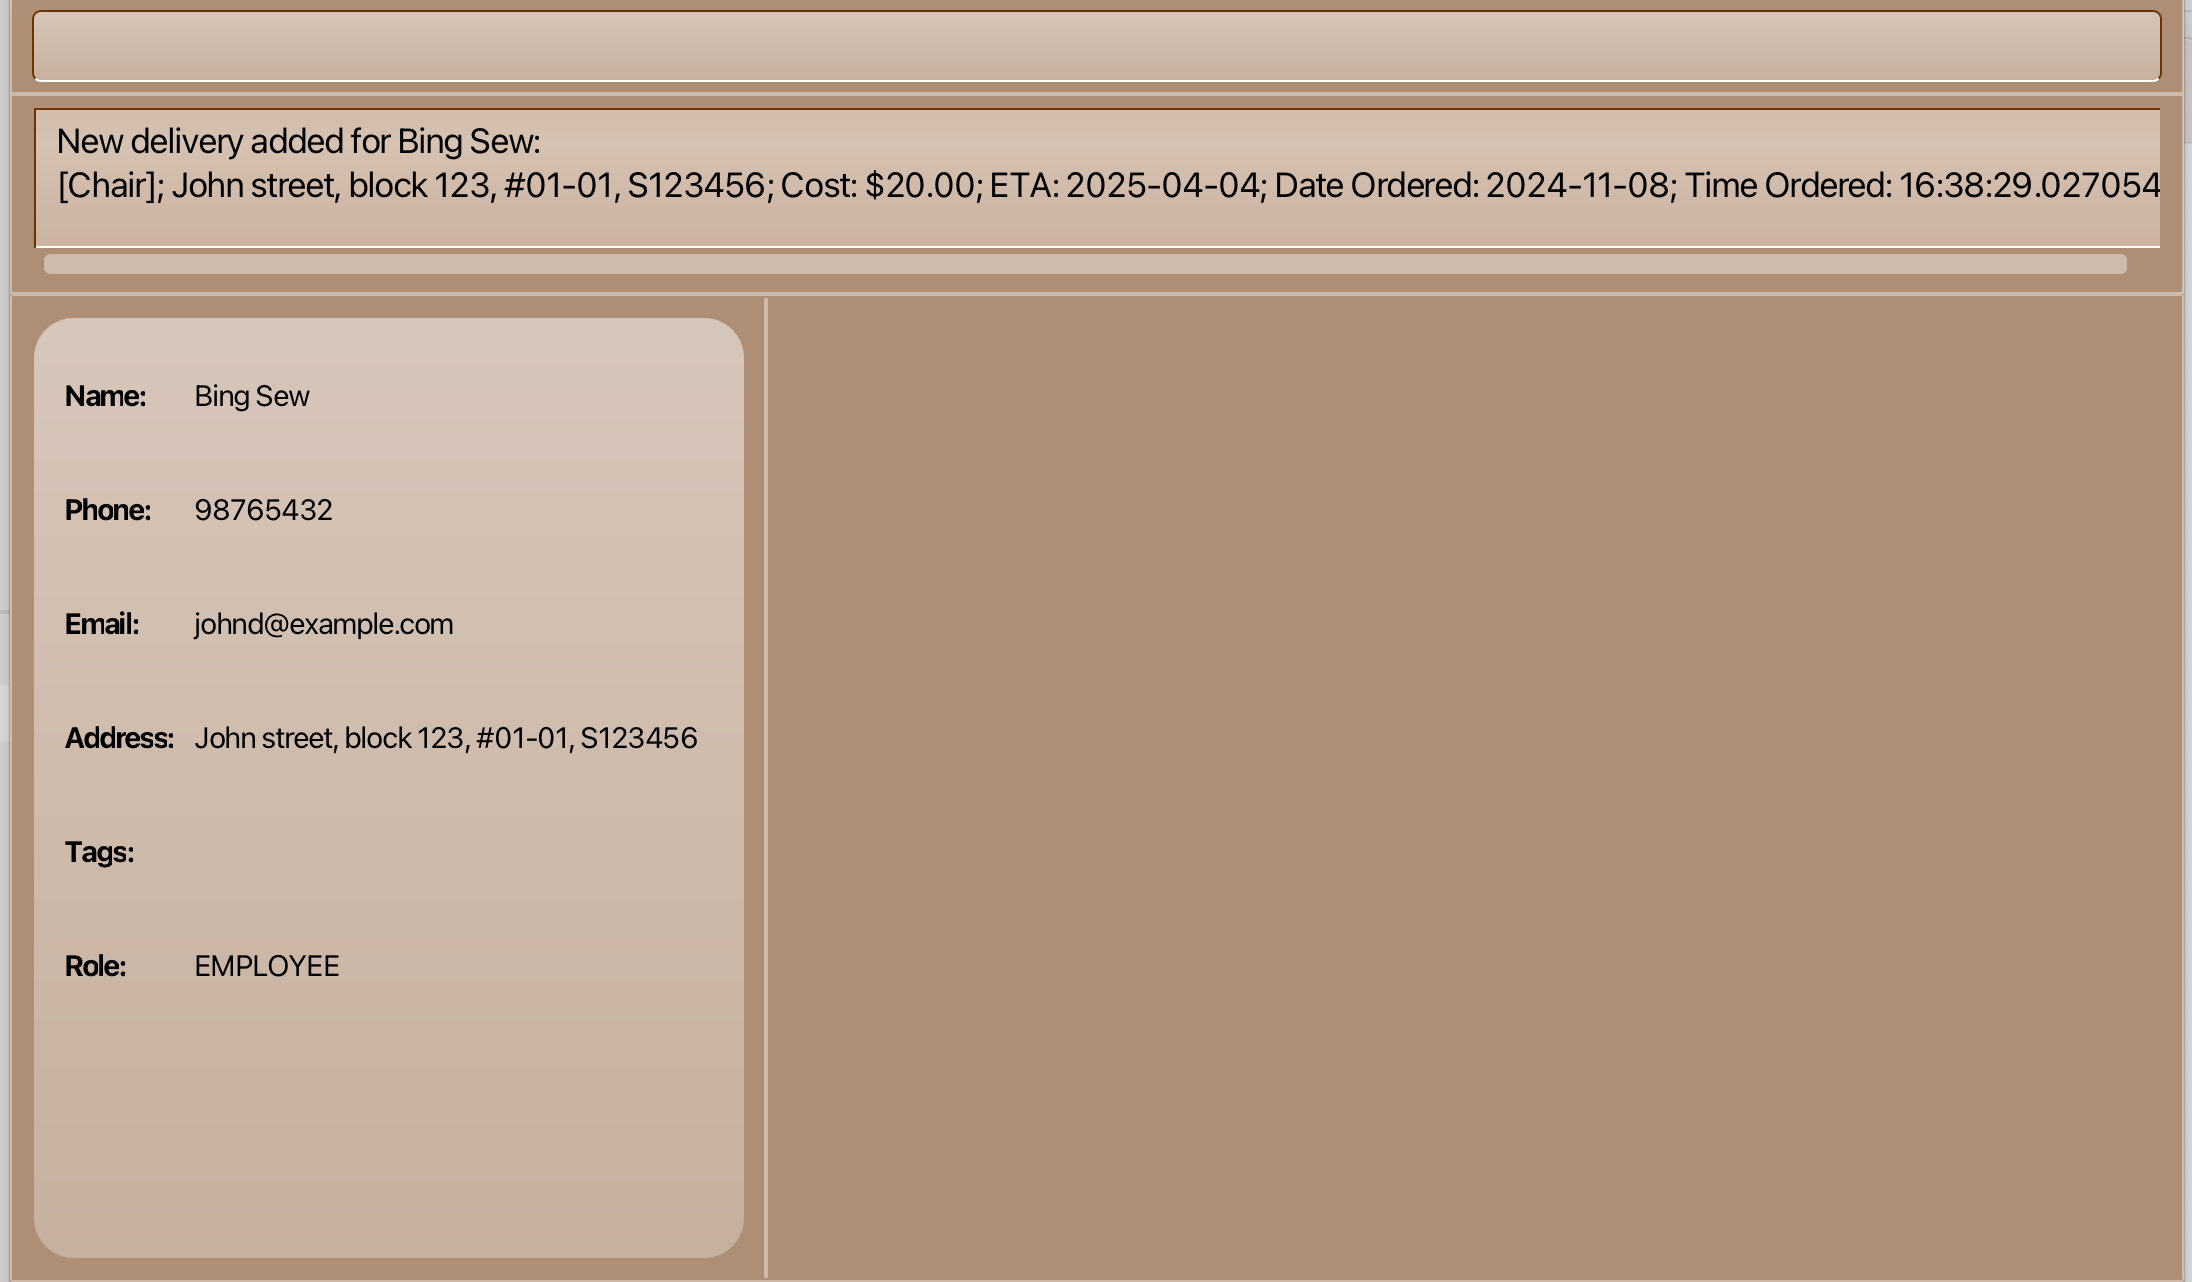 New delivery added for Bing Sew:
[Chair]; John street, block 123, #01-01, S123456; Cost: $20.00; ETA: 2025-04-04; Date Ordered: 2024-11-08; Time Ordered: 16:38:29.027054
Name: Bing Sew
Phone: 98765432
Email: johnd@example.com
Address: John street, block 123, #01-01, S123456
Tags:
Role: EMPLOYEE